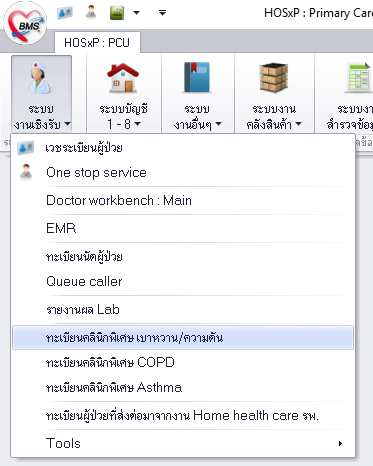 BMS
HOSxP : Primary Care
HOSxP : PCU
ระบบ
งานเชิงรับ
ระบบบัญชี
1 - 8
ระบบ
งานอื่นๆ
ระบบงาน
คลังสินค้า
ระบบงา
สำรวจข้อมู
เวชระเบียนผู้ป่วย
One stop service
Doctor workbench : Main
EMR
ทะเบียนนัดผู้ป่วย
Queue caller
รายงานผล Lab
ทะเบียนคลินิกพิเศษ เบาหวาน/ความดัน
ทะเบียนคลินิกพิเศษ COPD
ทะเบียนคลินิกพิเศษ Asthma
ทะเบียนผู้ป่วยที่ส่งต่อมาจากงาน Home health care รพ.
Tools